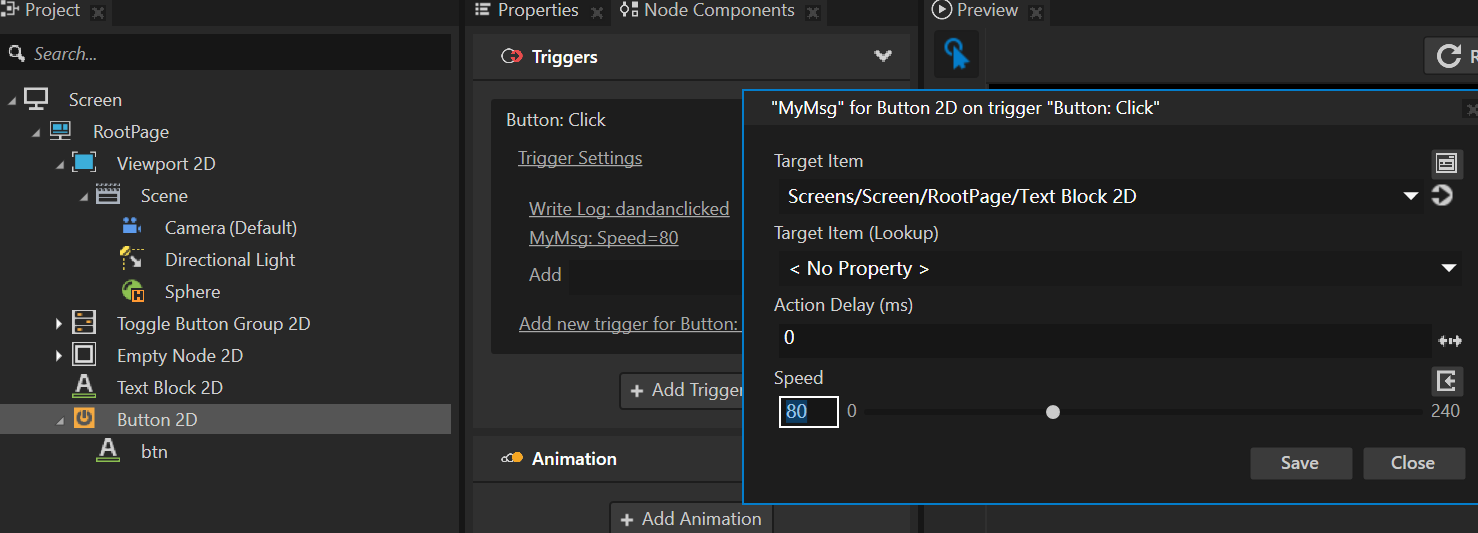 Project
Search...
Screen
RootPage
Viewport 2D
Scene
Camera (Default)
Directional Light
Sphere
Toggle Button Group 2D
Empty Node 2D
Text Block 2D
Button 2D
btn
Properties
Node Components
Triggers
Button: Click
Trigger Settings
Write Log: dandanclicked
MyMsg: Speed=80
Add
Add new trigger for Button:
+ Add Trigger
Animation
+ Add Animation
Preview
R
"MyMsg" for Button 2D on trigger "Button: Click"
Target Item
Screens/Screen/RootPage/Text Block 2D
Target Item (Lookup)
< No Property >
Action Delay (ms)
0
Speed
80 0 240
Save Close